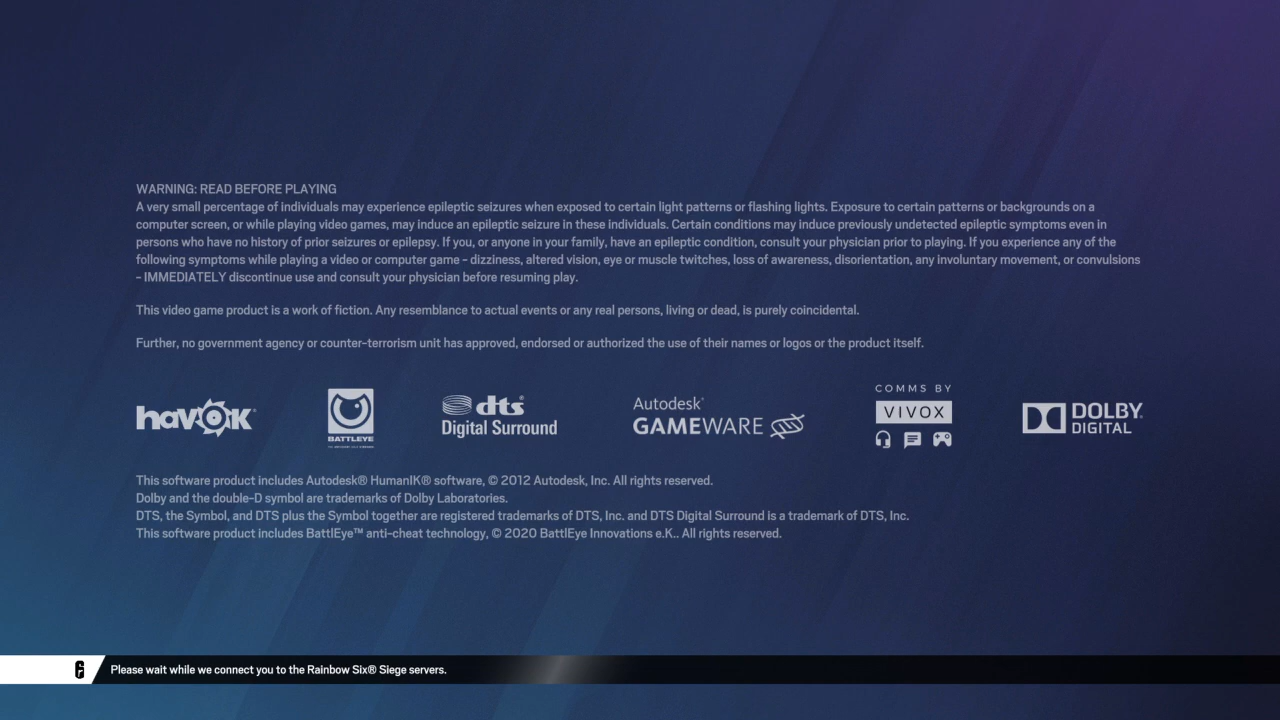 WARNING: READ BEFORE PLAYING
A very small percentage of individuals may experience epileptic seizures when exposed to certain light patterns or flashing lights. Exposure to certain patterns or backgrounds on a
computer screen, or while playing video games, may induce an epileptic seizure in these individuals. Certain conditions may induce previously undetected epileptic symptoms even in
persons who have no history of prior seizures or epilepsy. If you, or anyone in your family, have an epileptic condition, consult your physician prior to playing. If you experience any of the
following symptoms while playing a video or computer game - dizziness, altered vision, eye or muscle twitches, loss of awareness, disorientation, any involuntary movement, or convulsions
- IMMEDIATELY discontinue use and consult your physician before resuming play.
This video game product is a work of fiction. Any resemblance to actual events or any real persons, living or dead, is purely coincidental.
Further, no government agency or counter-terrorism unit has approved, endorsed or authorized the use of their names or logos or the product itself.
havok®
BATTLEYE
dts®
Digital Surround
Autodesk®
GAMEWARE
COMMS BY
VIVOX
DOLBY®
DIGITAL
This software product includes Autodesk® HumanIK® software, © 2012 Autodesk, Inc. All rights reserved.
Dolby and the double-D symbol are trademarks of Dolby Laboratories.
DTS, the Symbol, and DTS plus the Symbol together are registered trademarks of DTS, Inc. and DTS Digital Surround is a trademark of DTS, Inc.
This software product includes BattlEye™ anti-cheat technology, © 2020 BattlEye Innovations e.K.. All rights reserved.
6 Please wait while we connect you to the Rainbow Six® Siege servers.